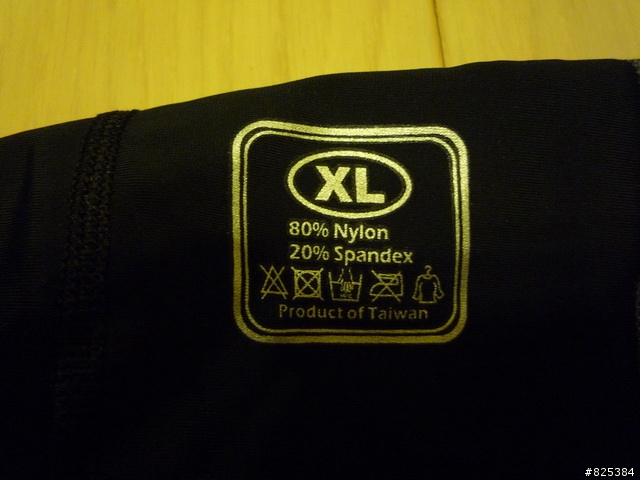 XL
80% Nylon
20% Spandex
Product of Taiwan
#825384